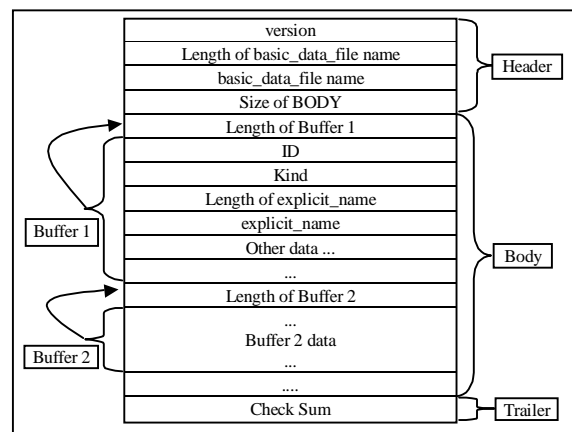 version
Length of basic_data_file name
basic_data_file name
Size of BODY
Header
Length of Buffer 1
ID
Kind
Length of explicit_name
explicit_name
Other data ...
...
Buffer 1
Body
Length of Buffer 2
...
Buffer 2 data
...
Buffer 2
....
Check Sum
Trailer